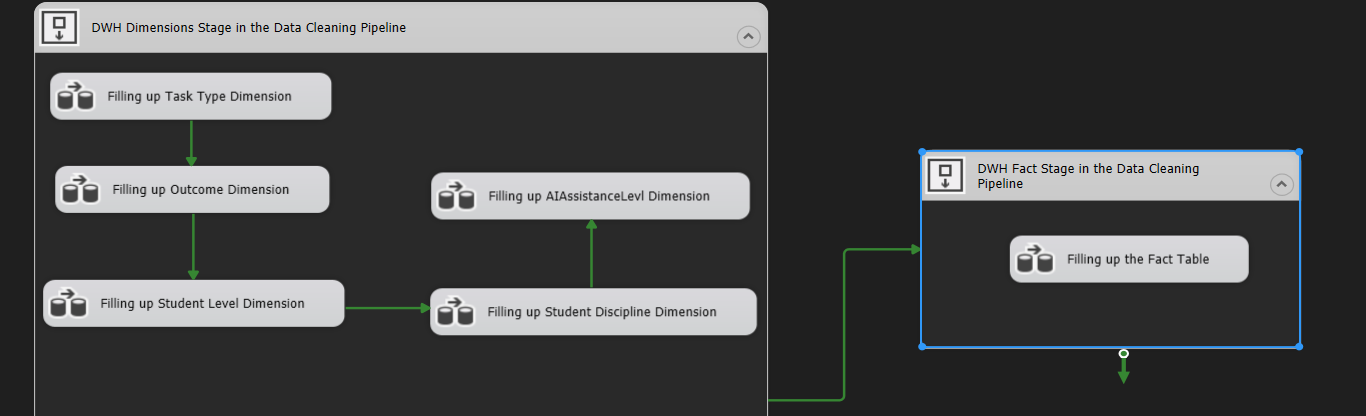 DWH Dimensions Stage in the Data Cleaning Pipeline
Filling up Task Type Dimension
Filling up Outcome Dimension
Filling up Student Level Dimension
Filling up Student Discipline Dimension
Filling up AIAssistanceLevl Dimension
DWH Fact Stage in the Data Cleaning
Pipeline
Filling up the Fact Table